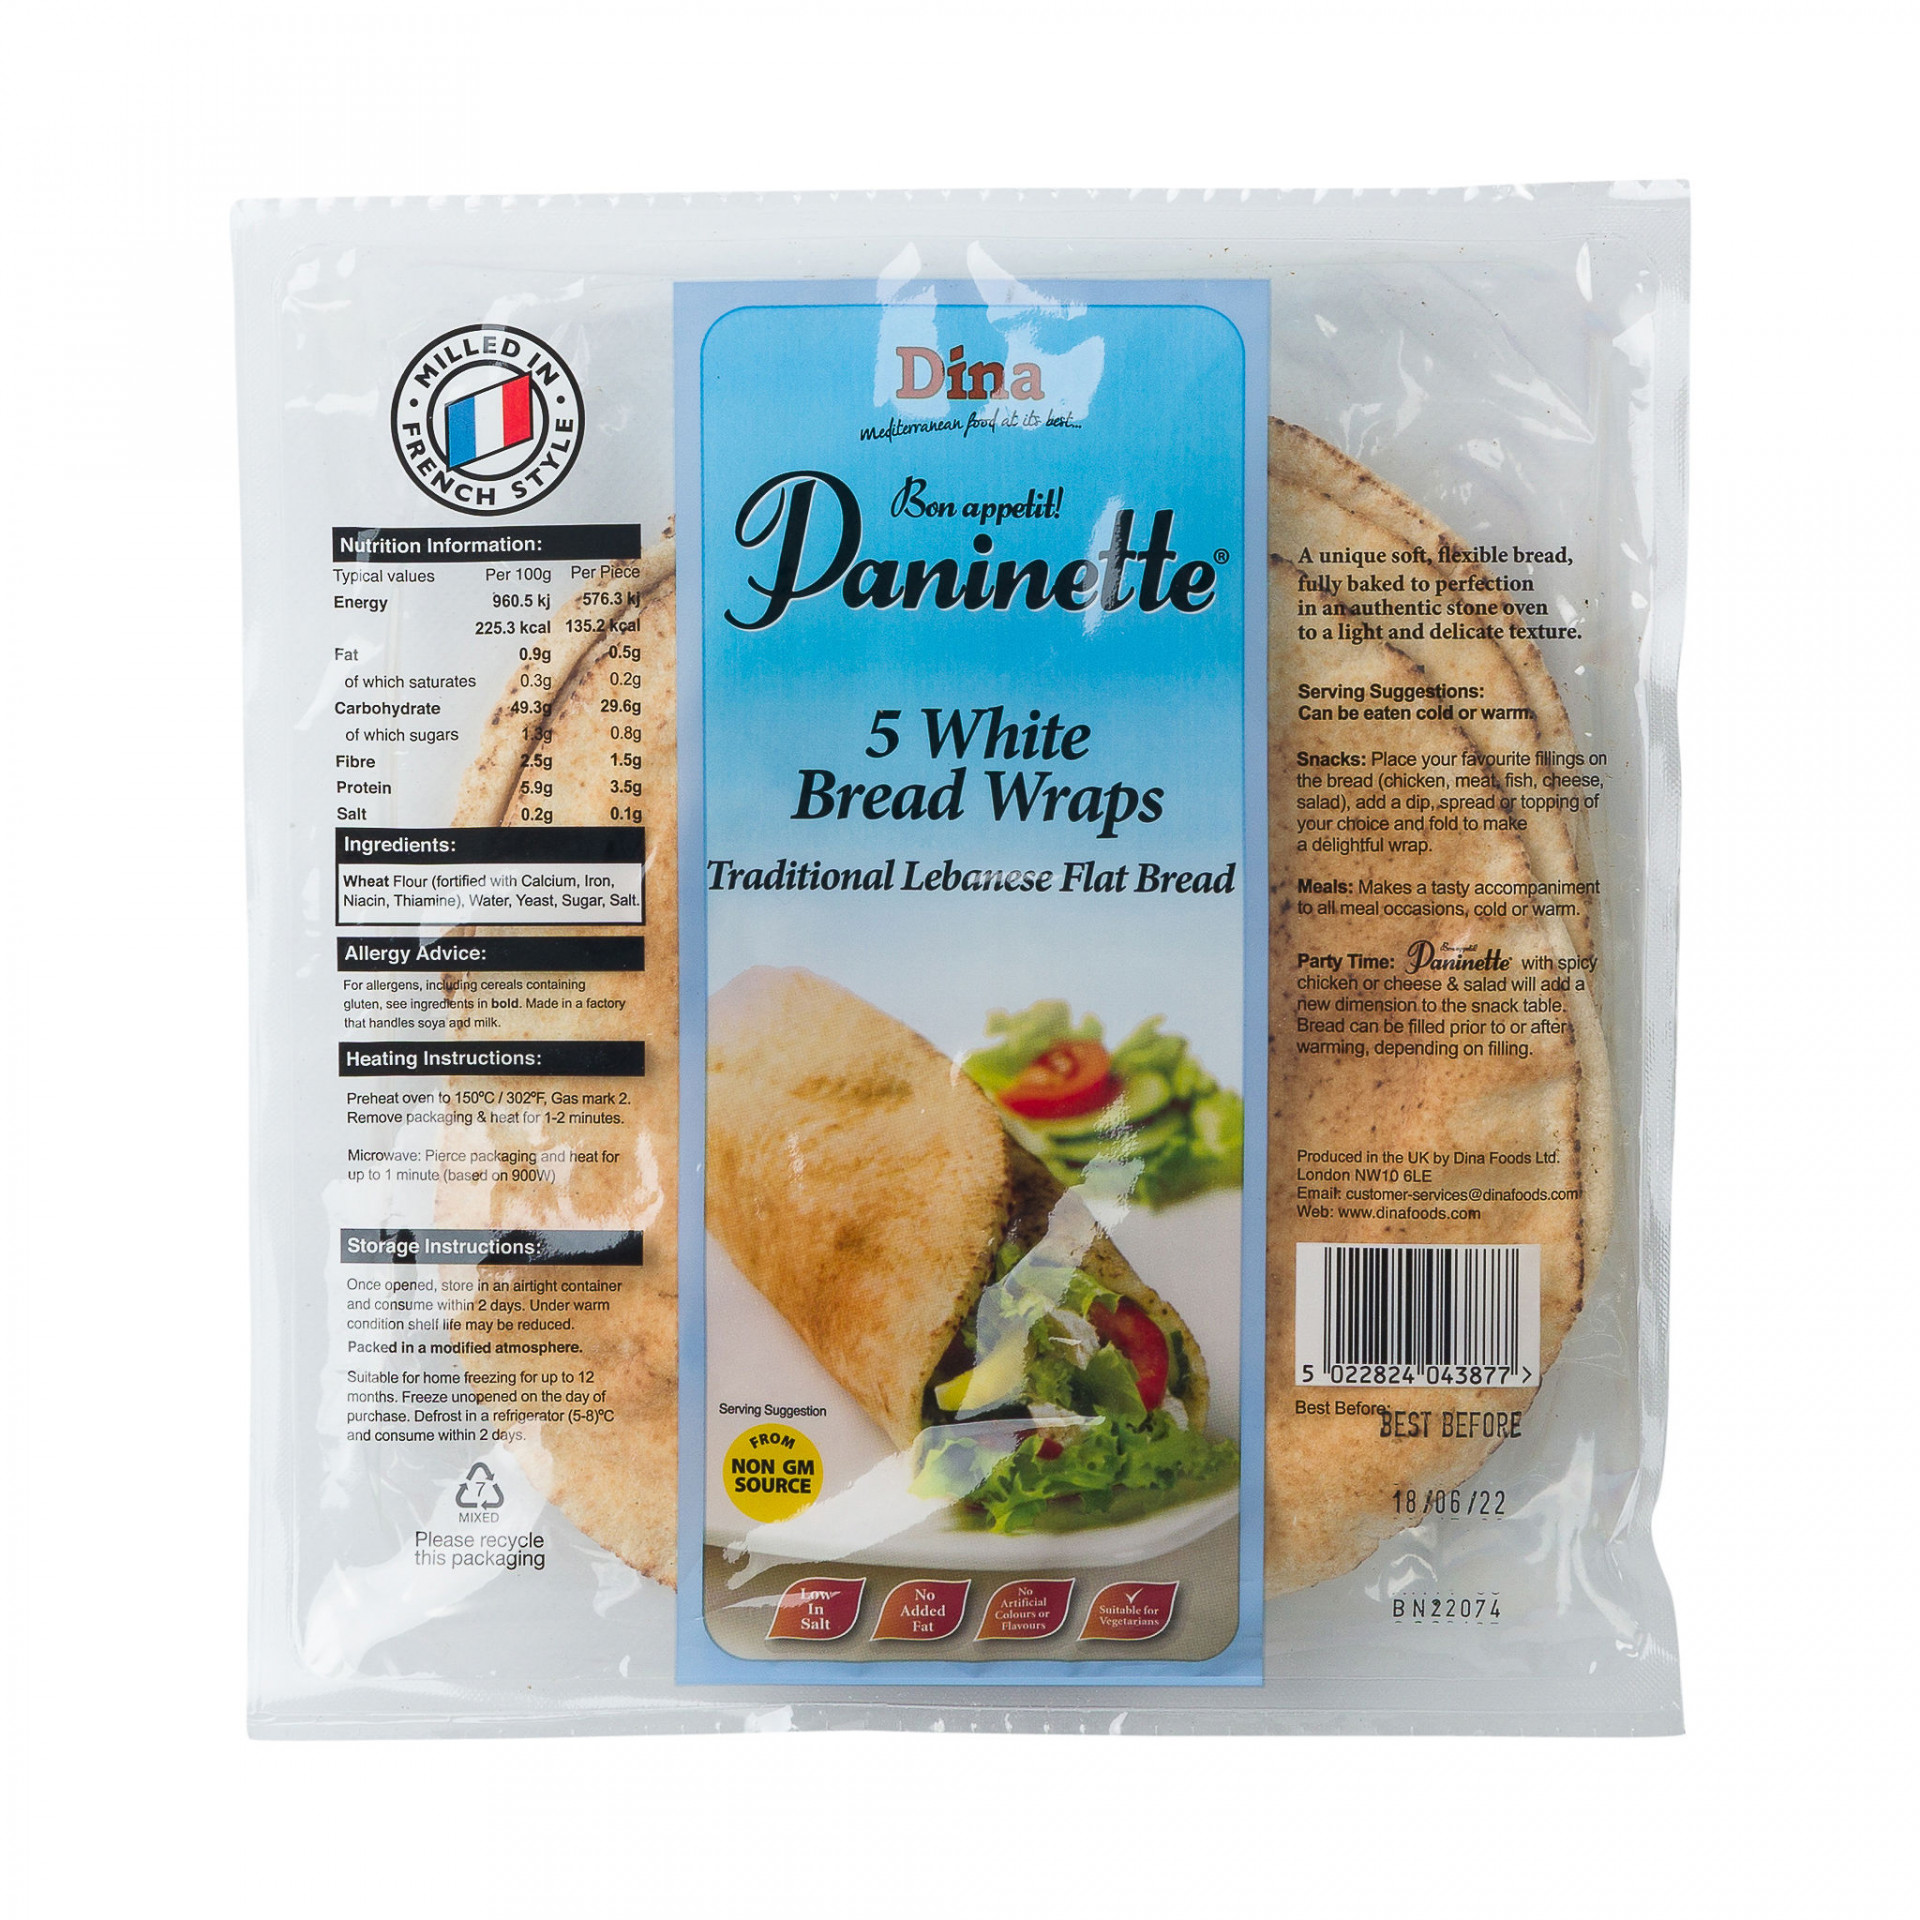 MILLED IN
FRENCH STYLE
Nutrition Information:
Typical values Per 100g Per Piece
Energy 960.5 kj 576.3 kj
225.3 kcal 135.2 kcal
Fat 0.9g 0.5g
of which saturates 0.3g 0.2g
Carbohydrate 49.3g 29.6g
of which sugars 1.3g 0.8g
Fibre 2.5g 1.5g
Protein 5.9g 3.5g
Salt 0.2g 0.1g
Ingredients:
Wheat Flour (fortified with Calcium, Iron,
Niacin, Thiamine), Water, Yeast, Sugar, Salt.
Allergy Advice:
For allergens, including cereals containing
gluten, see ingredients in bold. Made in a factory
that handles soya and milk.
Heating Instructions:
Preheat oven to 150ºC / 302ºF, Gas mark 2.
Remove packaging & heat for 1-2 minutes.
Microwave: Pierce packaging and heat for
up to 1 minute (based on 900W)
Storage Instructions:
Once opened, store in an airtight container
and consume within 2 days. Under warm
condition shelf life may be reduced.
Packed in a modified atmosphere.
Suitable for home freezing for up to 12
months. Freeze unopened on the day of
purchase. Defrost in a refrigerator (5-8)ºC
and consume within 2 days.
7
MIXED
Please recycle
this packaging
Dina
mediterranean food at its best...
Bon appetit!
Paninette®
5 White
Bread Wraps
Traditional Lebanese Flat Bread
Serving Suggestion
FROM
NON GM
SOURCE
Low
In
Salt
No
Added
Fat
No
Artificial
Colours or
Flavours
Suitable for
Vegetarians
A unique soft, flexible bread,
fully baked to perfection
in an authentic stone oven
to a light and delicate texture.
Serving Suggestions:
Can be eaten cold or warm.
Snacks: Place your favourite fillings on
the bread (chicken, meat, fish, cheese,
salad), add a dip, spread or topping of
your choice and fold to make
a delightful wrap.
Meals: Makes a tasty accompaniment
to all meal occasions, cold or warm.
Party Time: Bon appetit! Paninette® with spicy
chicken or cheese & salad will add a
new dimension to the snack table.
Bread can be filled prior to or after
warming, depending on filling.
Produced in the UK by Dina Foods Ltd.
London NW10 6LE
Email: customer-services@dinafoods.com
Web: www.dinafoods.com
5 022824 043877 >
Best Before:
BEST BEFORE
18/06/22
BN22074